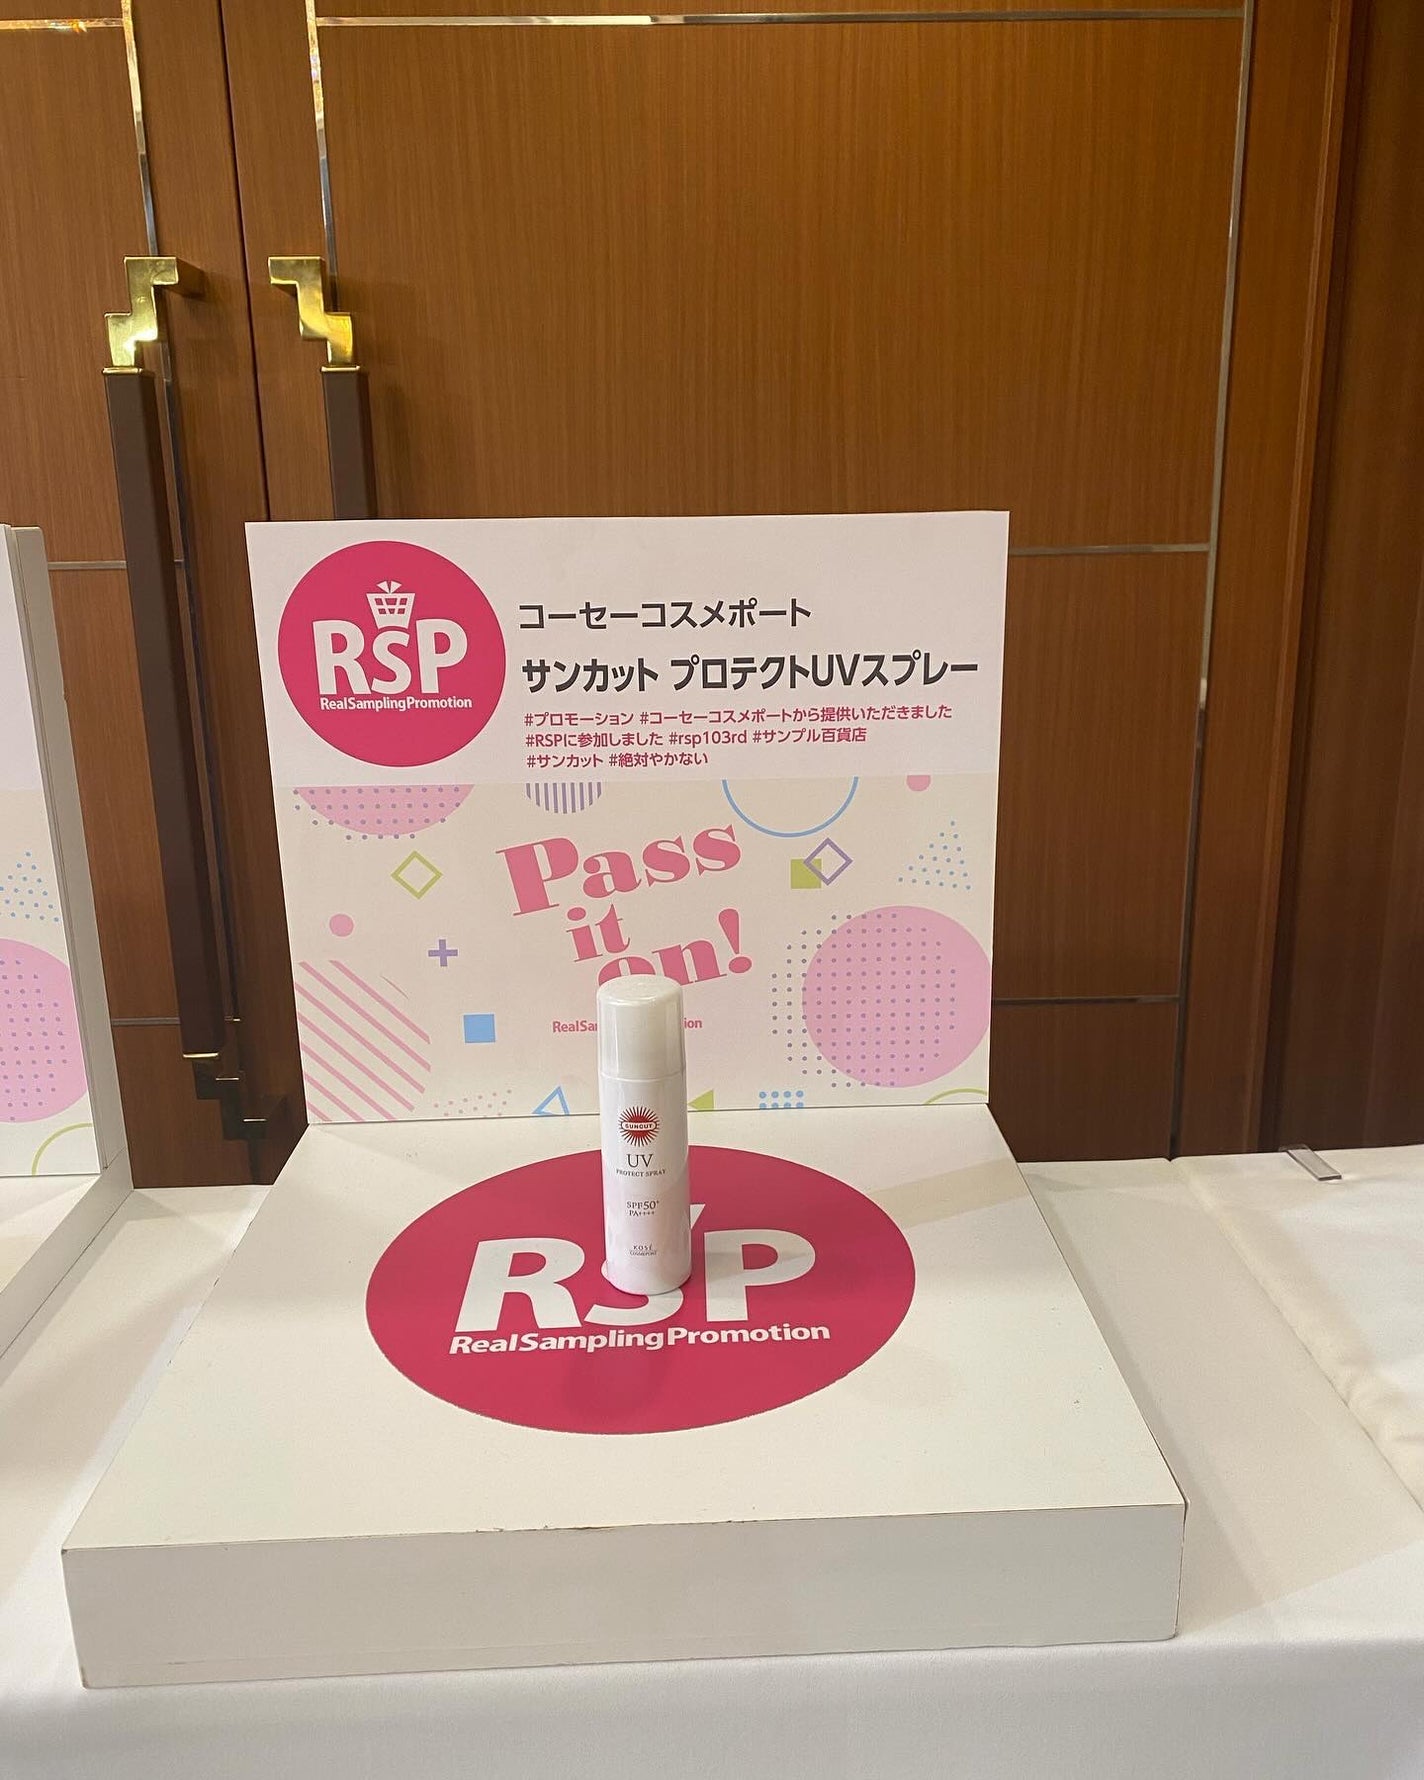 RSP
RealSamplingPromotion
コーセーコスメポート
サンカット プロテクトUVスプレー
#プロモーション #コーセーコスメポートから提供いただきました
#RSPに参加しました #rsp103rd #サンプル百貨店
#サンカット #絶対やかない
Pass
it
on!
RealSa ion
SUNCUT
UV
PROTECT SPRAY
SPF50+
PA++++
KOSÉ
COSMEPORT
RSP
RealSamplingPromotion